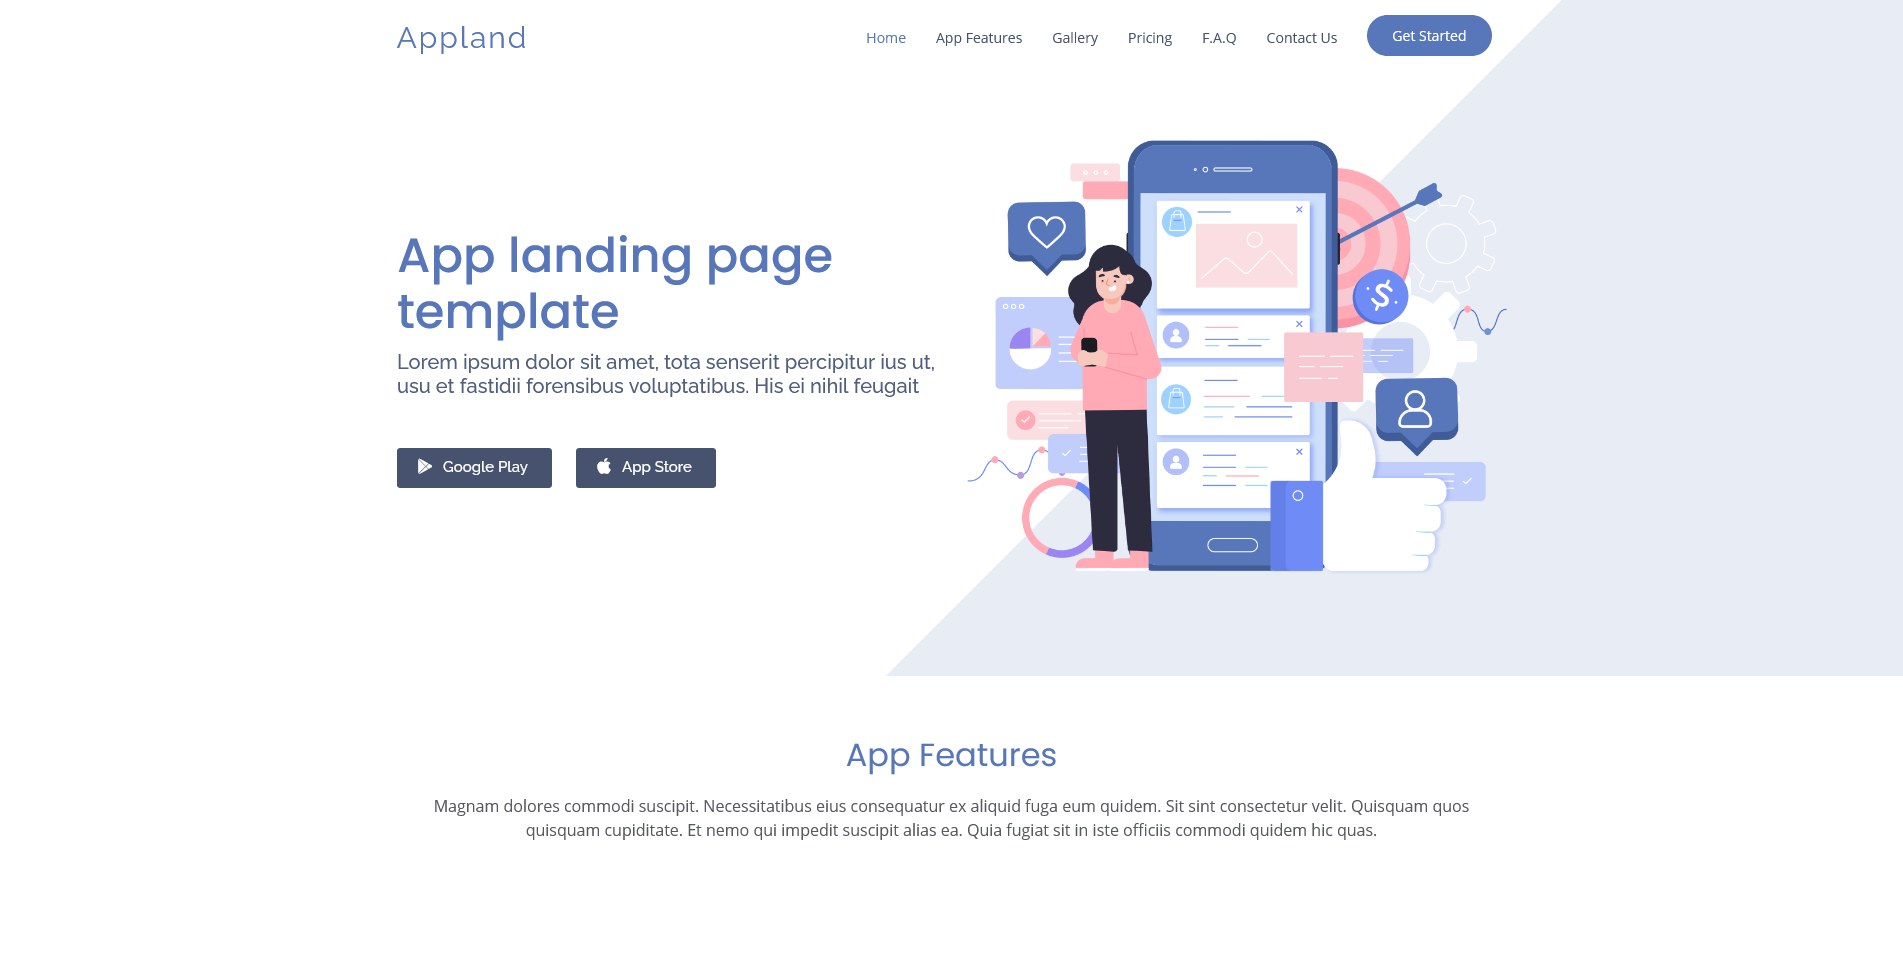 Appland
Home
App Features
Gallery
Pricing
F.A.Q
Contact Us
Get Started
App landing page
template
Lorem ipsum dolor sit amet, tota senserit percipitur ius ut,
usu et fastidii forensibus voluptatibus. His ei nihil feugait
Google Play
App Store
$
App Features
Magnam dolores commodi suscipit. Necessitatibus eius consequatur ex aliquid fuga eum quidem. Sit sint consectetur velit. Quisquam quos
quisquam cupiditate. Et nemo qui impedit suscipit alias ea. Quia fugiat sit in iste officiis commodi quidem hic quas.